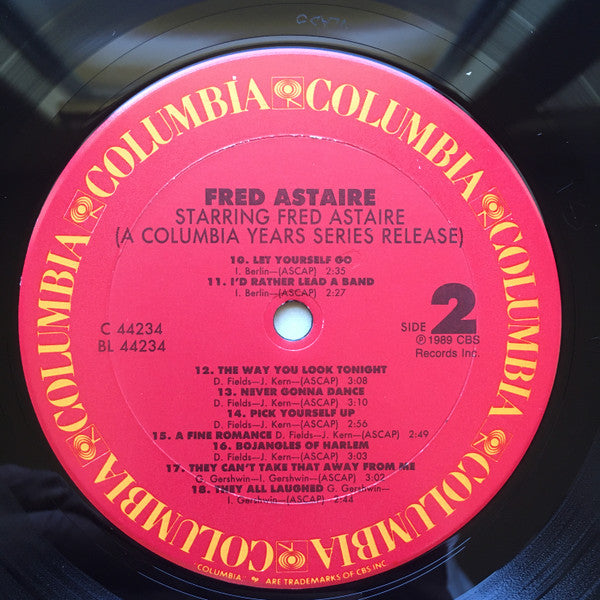 COLUMBIA COLUMBIA COLUMBIA COLUMBIA COLUMBIA COLUMBIA COLUMBIA COLUMBIA
FRED ASTAIRE
STARRING FRED ASTAIRE
(A COLUMBIA YEARS SERIES RELEASE)
10. LET YOURSELF GO
I. Berlin—(ASCAP) 2:35
11. I'D RATHER LEAD A BAND
I. Berlin—(ASCAP) 2:27
C 44234
BL 44234
SIDE 2
Ⓟ 1989 CBS
Records Inc.
12. THE WAY YOU LOOK TONIGHT
D. Fields—J. Kern—(ASCAP) 3:08
13. NEVER GONNA DANCE
D. Fields—J. Kern—(ASCAP) 3:10
14. PICK YOURSELF UP
D. Fields—J. Kern—(ASCAP) 2:56
15. A FINE ROMANCE D. Fields—J. Kern—(ASCAP) 2:49
16. BOJANGLES OF HARLEM
D. Fields—J. Kern—(ASCAP)
17. THEY CAN'T TAKE THAT AWAY FROM ME
G. Gershwin—I. Gershwin—(ASCAP) 3:02
18. THEY ALL LAUGHED G. Gershwin—
I. Gershwin—(ASCAP) 2:44
"COLUMBIA," ARE TRADEMARKS OF CBS INC.